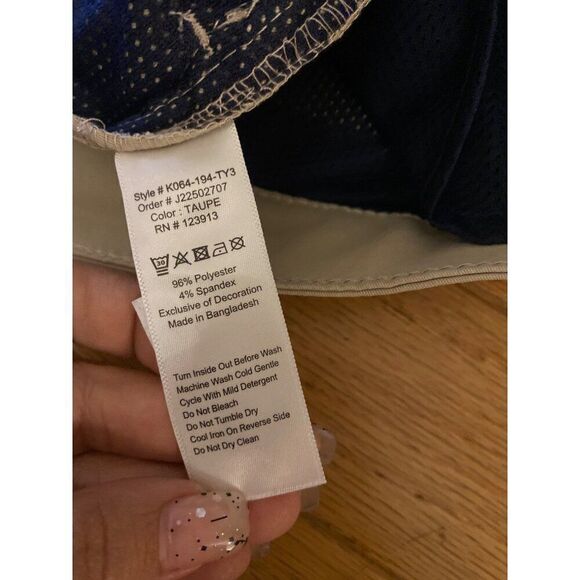 Style # K064-194-TY3
Order # J22502707
Color : TAUPE
RN # 123913
30
96% Polyester
4% Spandex
Exclusive of Decoration
Made in Bangladesh
Turn Inside Out Before Wash
Machine Wash Cold Gentle
Cycle With Mild Detergent
Do Not Bleach
Do Not Tumble Dry
Cool Iron On Reverse Side
Do Not Dry Clean